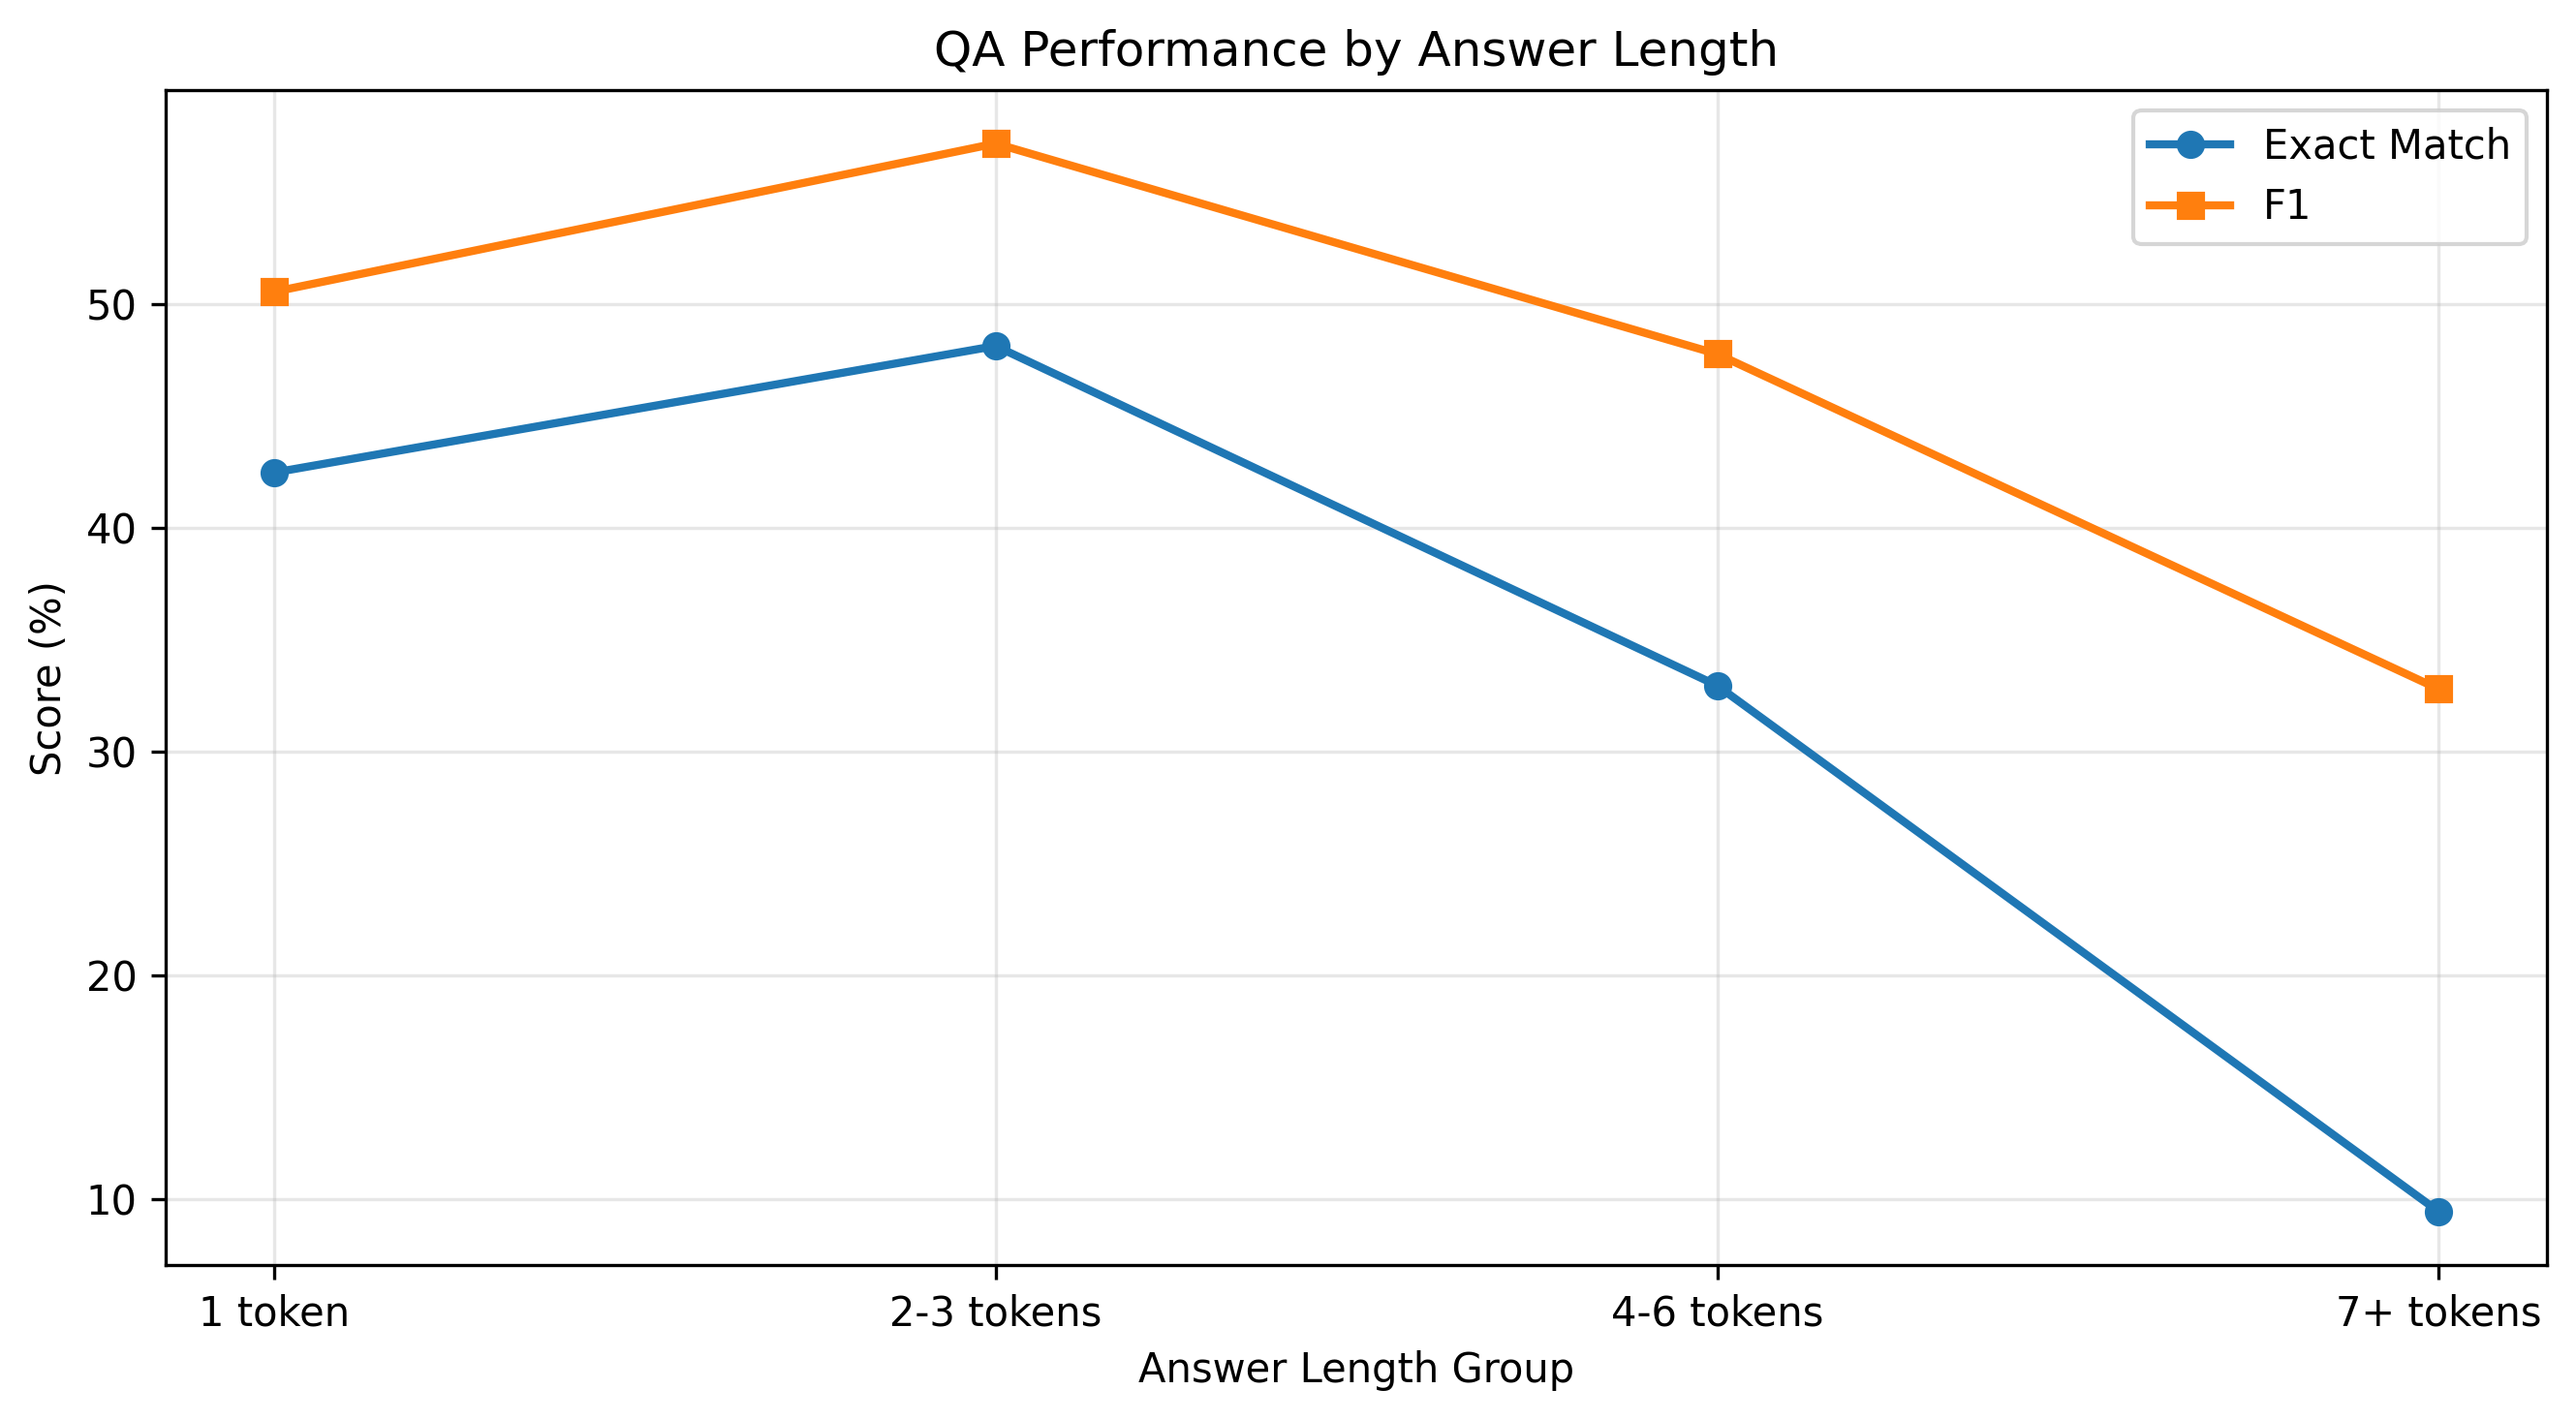 QA Performance by Answer Length
Exact Match
F1
Score (%)
50
40
30
20
10
1 token
2-3 tokens
4-6 tokens
7+ tokens
Answer Length Group